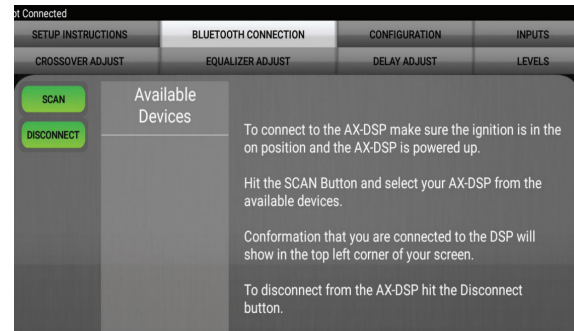 ot Connected
SETUP INSTRUCTIONS BLUETOOTH CONNECTION CONFIGURATION INPUTS
CROSSOVER ADJUST EQUALIZER ADJUST DELAY ADJUST LEVELS
SCAN
DISCONNECT
Available
Devices
To connect to the AX-DSP make sure the ignition is in the
on position and the AX-DSP is powered up.
Hit the SCAN Button and select your AX-DSP from the
available devices.
Conformation that you are connected to the DSP will
show in the top left corner of your screen.
To disconnect from the AX-DSP hit the Disconnect
button.